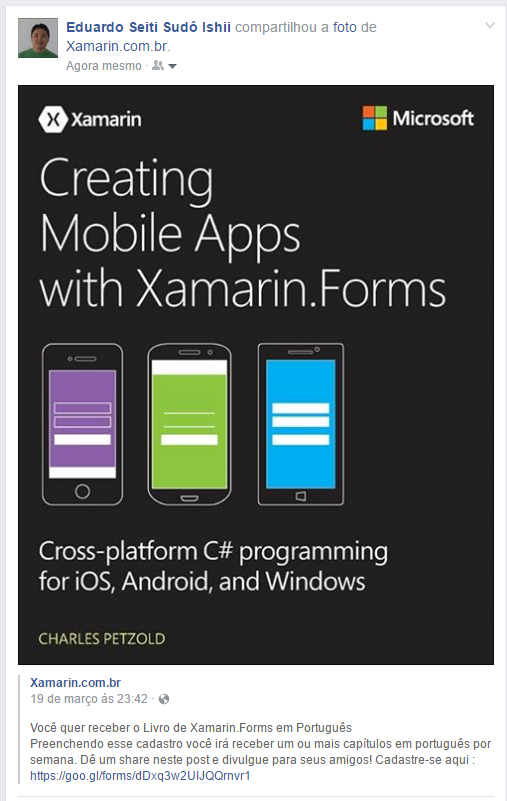 Eduardo Seiti Sudô Ishii compartilhou a foto de
Xamarin.com.br.
Agora mesmo ·
Xamarin
Microsoft
Creating
Mobile Apps
with Xamarin.Forms
Cross-platform C# programming
for iOS, Android, and Windows
CHARLES PETZOLD
Xamarin.com.br
19 de março às 23:42 ·
Você quer receber o Livro de Xamarin.Forms em Português
Preenchendo esse cadastro você irá receber um ou mais capítulos em português por
semana. Dê um share neste post e divulgue para seus amigos! Cadastre-se aqui :
https://goo.gl/forms/dDxq3w2UIJQQrnvr1